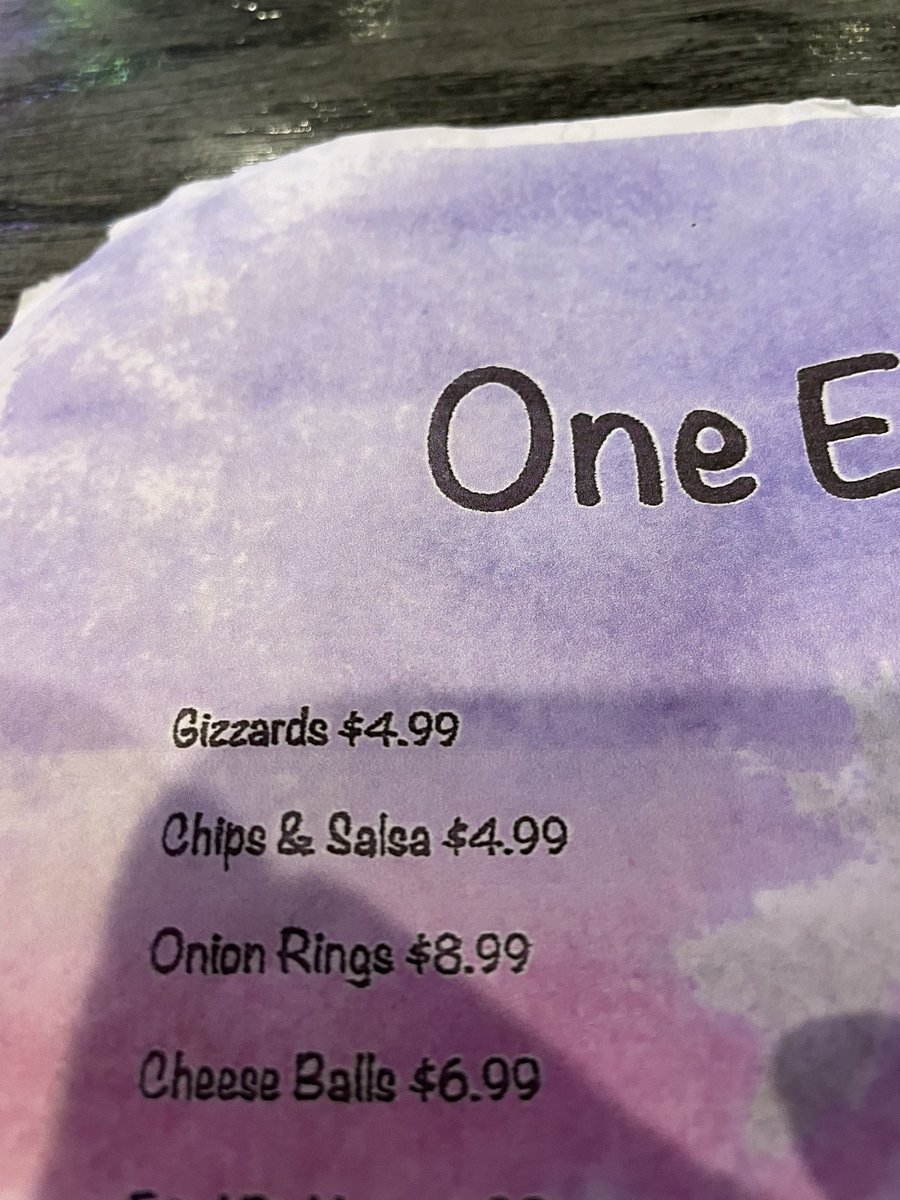 One E
Gizzards $4.99
Chips & Salsa $4.99
Onion Rings $8.99
Cheese Balls $6.99